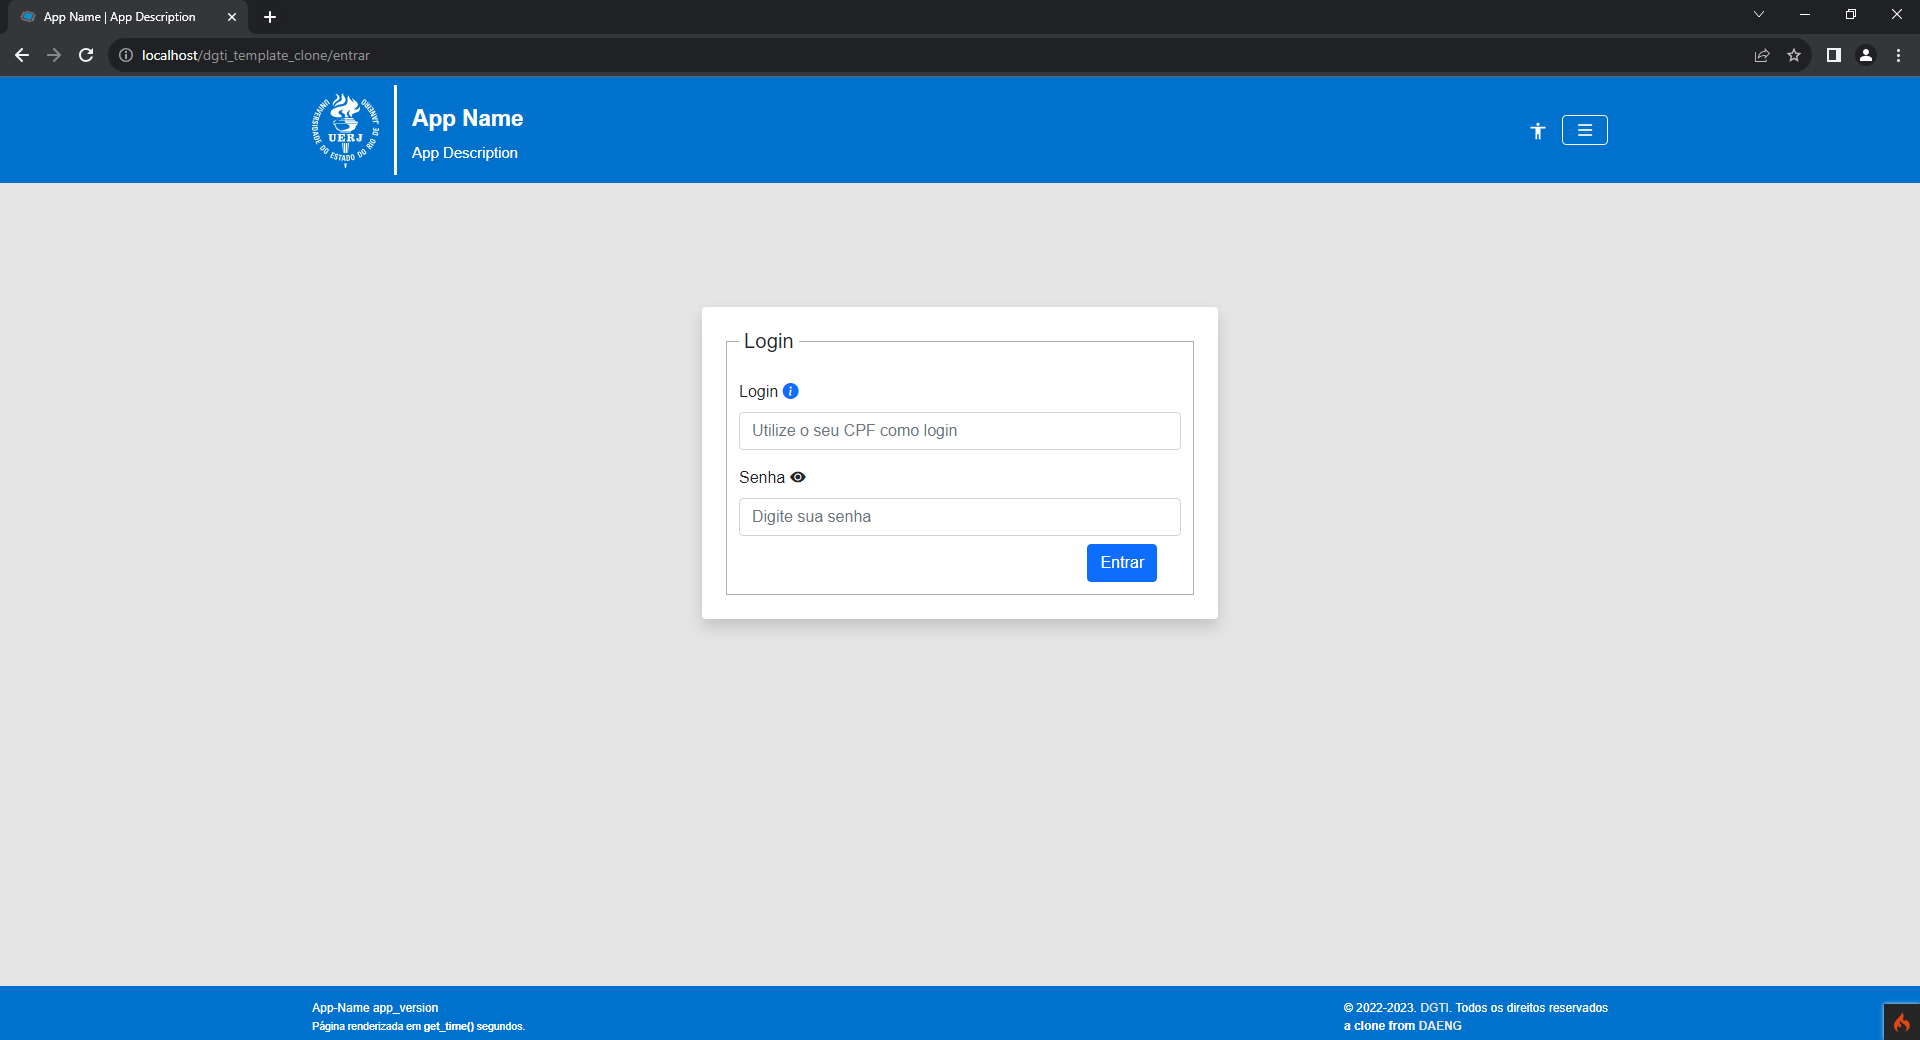 App Name | App Description
localhost/dgti_template_clone/entrar
UNIVERSIDADE DO ESTADO DO RIO DE JANEIRO
UERJ
App Name
App Description
Login
Login
Utilize o seu CPF como login
Senha
Digite sua senha
Entrar
App-Name app_version
Página renderizada em get_time() segundos.
© 2022-2023. DGTI. Todos os direitos reservados
a clone from DAENG